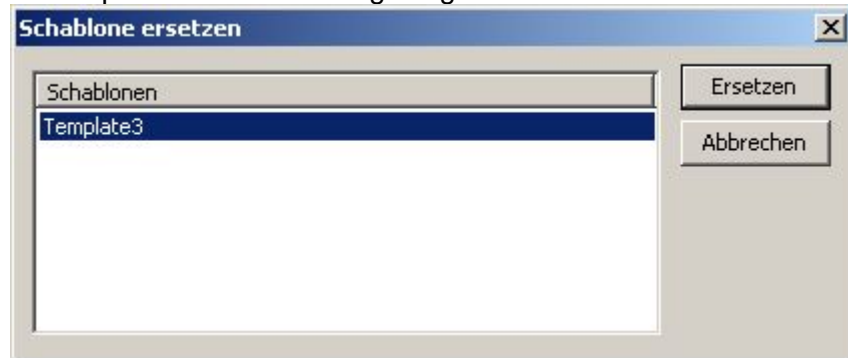 Schablone ersetzen
Schablonen
Template3
Ersetzen
Abbrechen